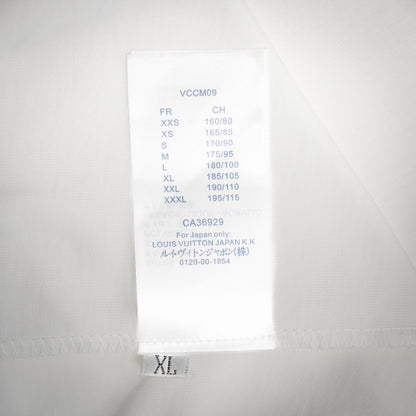 VCCM09
FR CH
XXS 160/80
XS 165/85
S 170/90
M 175/95
L 180/100
XL 185/105
XXL 190/110
XXXL 195/115
CA36929
For Japan only:
LOUIS VUITTON JAPAN K.K
ルイ・ヴィトンジャポン(株)
0120-00-1854
XL